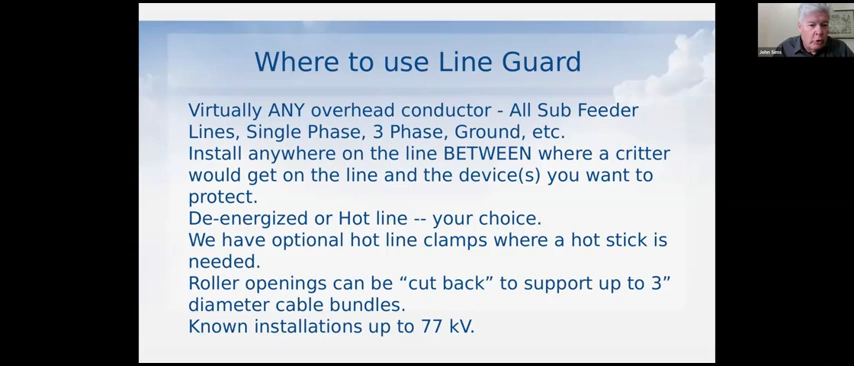 Where to use Line Guard
Virtually ANY overhead conductor - All Sub Feeder
Lines, Single Phase, 3 Phase, Ground, etc.
Install anywhere on the line BETWEEN where a critter
would get on the line and the device(s) you want to
protect.
De-energized or Hot line -- your choice.
We have optional hot line clamps where a hot stick is
needed.
Roller openings can be “cut back” to support up to 3”
diameter cable bundles.
Known installations up to 77 kV.